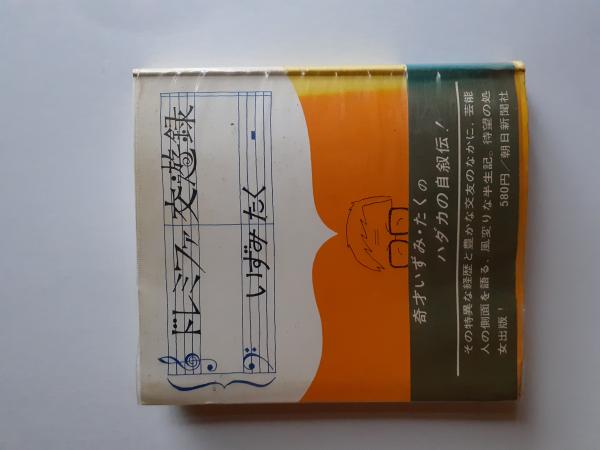 ドレミファ交遊録
いずみ・たく
奇才いずみ・たくの
ハダカの自叙伝!
その特異な経歴と豊かな交友のなかに、芸能
人の側面を語る、風変りな半生記。待望の処
女出版!
580円/朝日新聞社